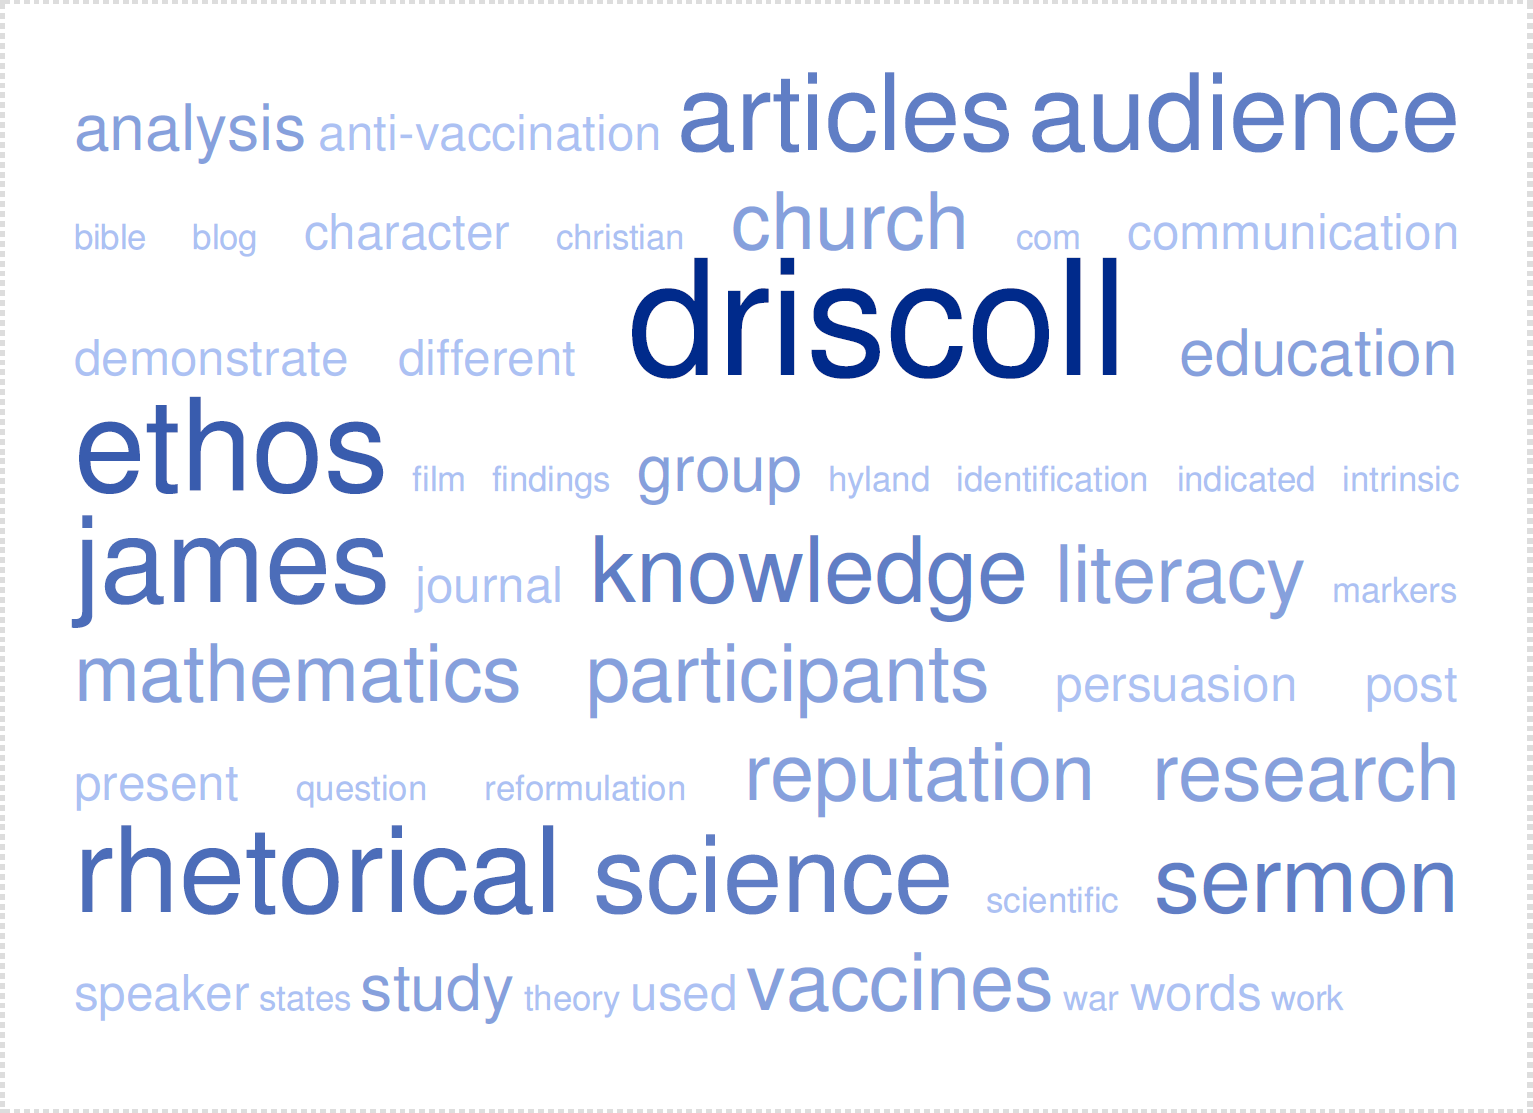 analysis anti-vaccination articles audience
bible blog character christian church com communication
demonstrate different driscoll education
ethos film findings group hyland identification indicated intrinsic
james journal knowledge literacy markers
mathematics participants persuasion post
present question reformulation reputation research
rhetorical science scientific sermon
speaker states study theory used vaccines war words work